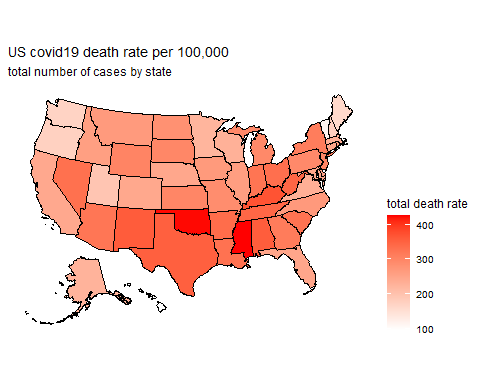 US covid19 death rate per 100,000
total number of cases by state
total death rate
400
300
200
100